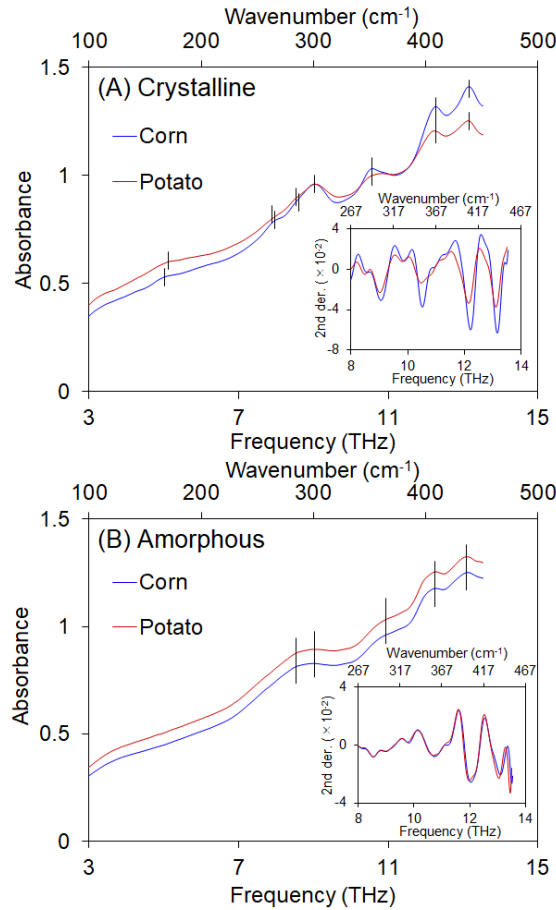 Wavenumber (cm⁻¹)
100 200 300 400 500
1.5
(A) Crystalline
Corn
Potato
1
Absorbance
0.5
0
Wavenumber (cm⁻¹)
267 317 367 417 467
4
0
-4
-8
2nd der. (×10⁻²)
8 10 12 14
Frequency (THz)
3 7 11 15
Frequency (THz)
Wavenumber (cm⁻¹)
100 200 300 400 500
1.5
(B) Amorphous
Corn
Potato
1
Absorbance
0.5
0
Wavenumber (cm⁻¹)
267 317 367 417 467
4
0
-4
2nd der. (×10⁻²)
8 10 12 14
Frequency (THz)
3 7 11 15
Frequency (THz)